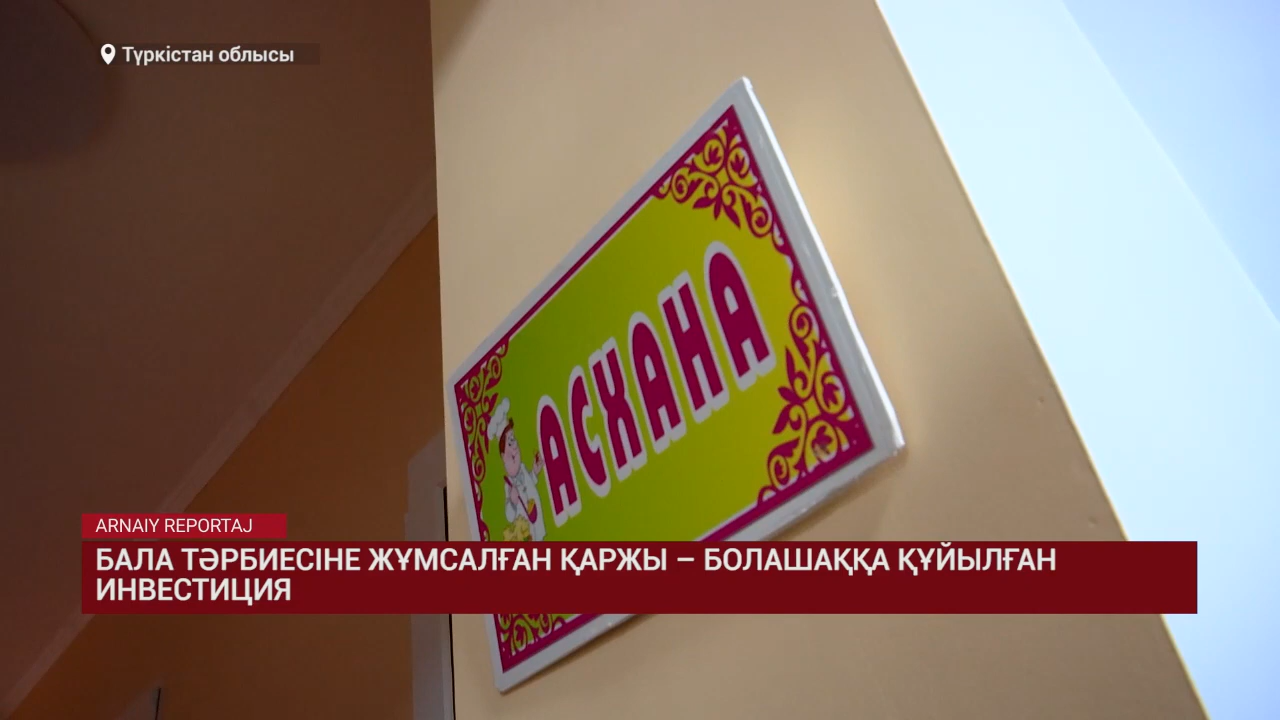 Түркістан облысы
АСХАНА
ARNAIY REPORTAJ
БАЛА ТӘРБИЕСІНЕ ЖҰМСАЛҒАН ҚАРЖЫ – БОЛАШАҚҚА ҚҰЙЫЛҒАН
ИНВЕСТИЦИЯ